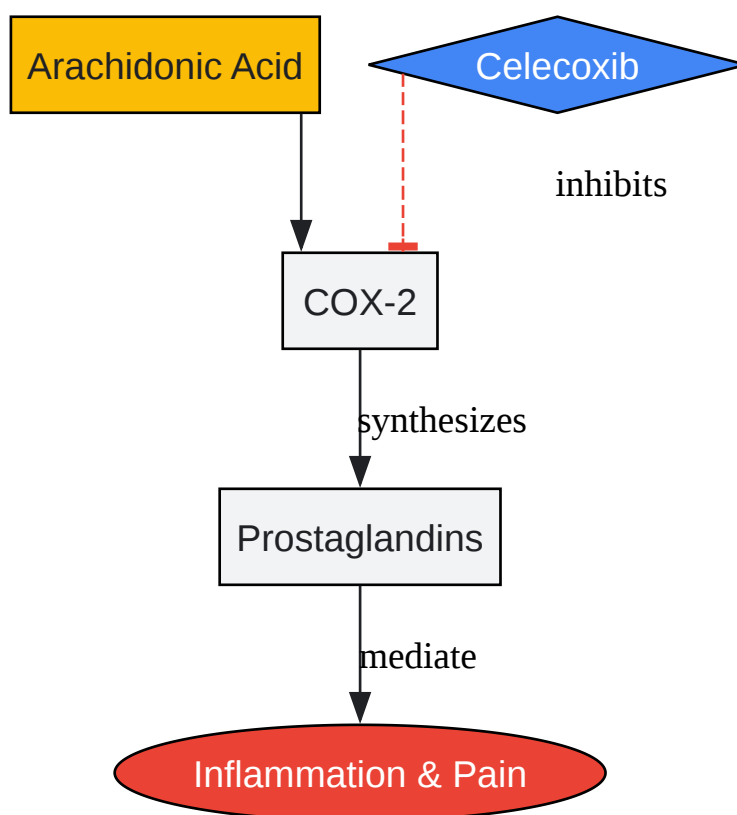 Arachidonic Acid
Celecoxib
inhibits
COX-2
synthesizes
Prostaglandins
mediate
Inflammation & Pain